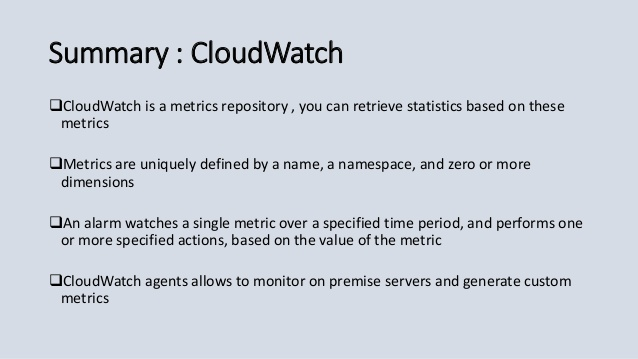 Summary : CloudWatch
❑CloudWatch is a metrics repository , you can retrieve statistics based on these
metrics
❑Metrics are uniquely defined by a name, a namespace, and zero or more
dimensions
❑An alarm watches a single metric over a specified time period, and performs one
or more specified actions, based on the value of the metric
❑CloudWatch agents allows to monitor on premise servers and generate custom
metrics